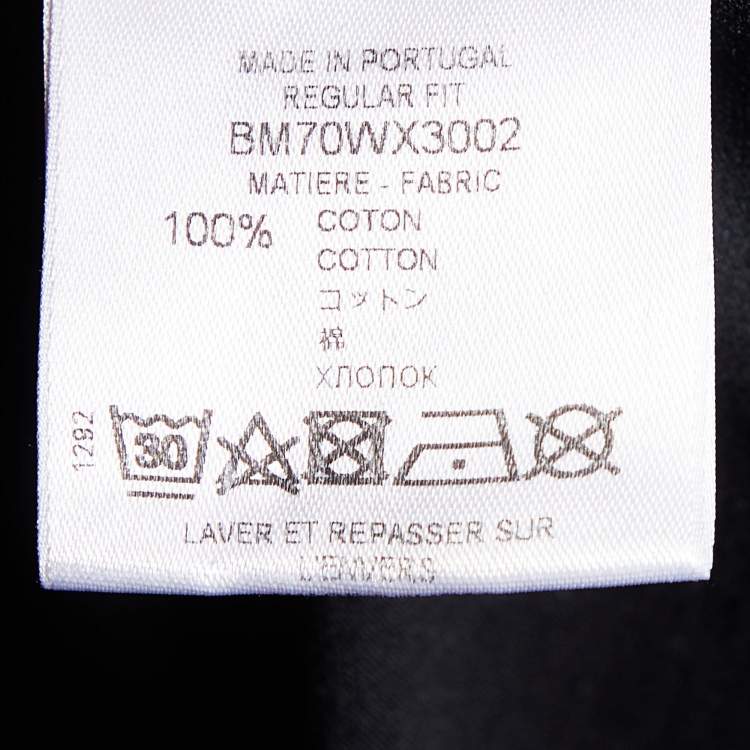 MADE IN PORTUGAL
REGULAR FIT
BM70WX3002
MATIERE - FABRIC
100% COTON
COTTON
コットン
棉
ХЛОПОК
1292
30
LAVER ET REPASSER SUR
L'ENVERS